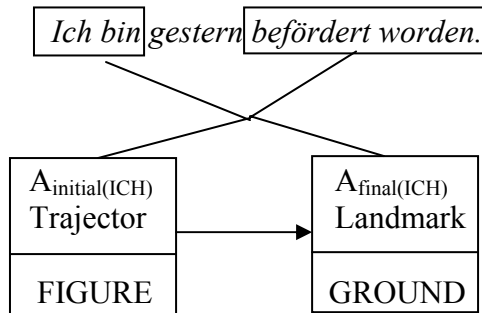 Ich bin gestern befördert worden.
A initial(ICH)
Trajector
FIGURE
A final(ICH)
Landmark
GROUND